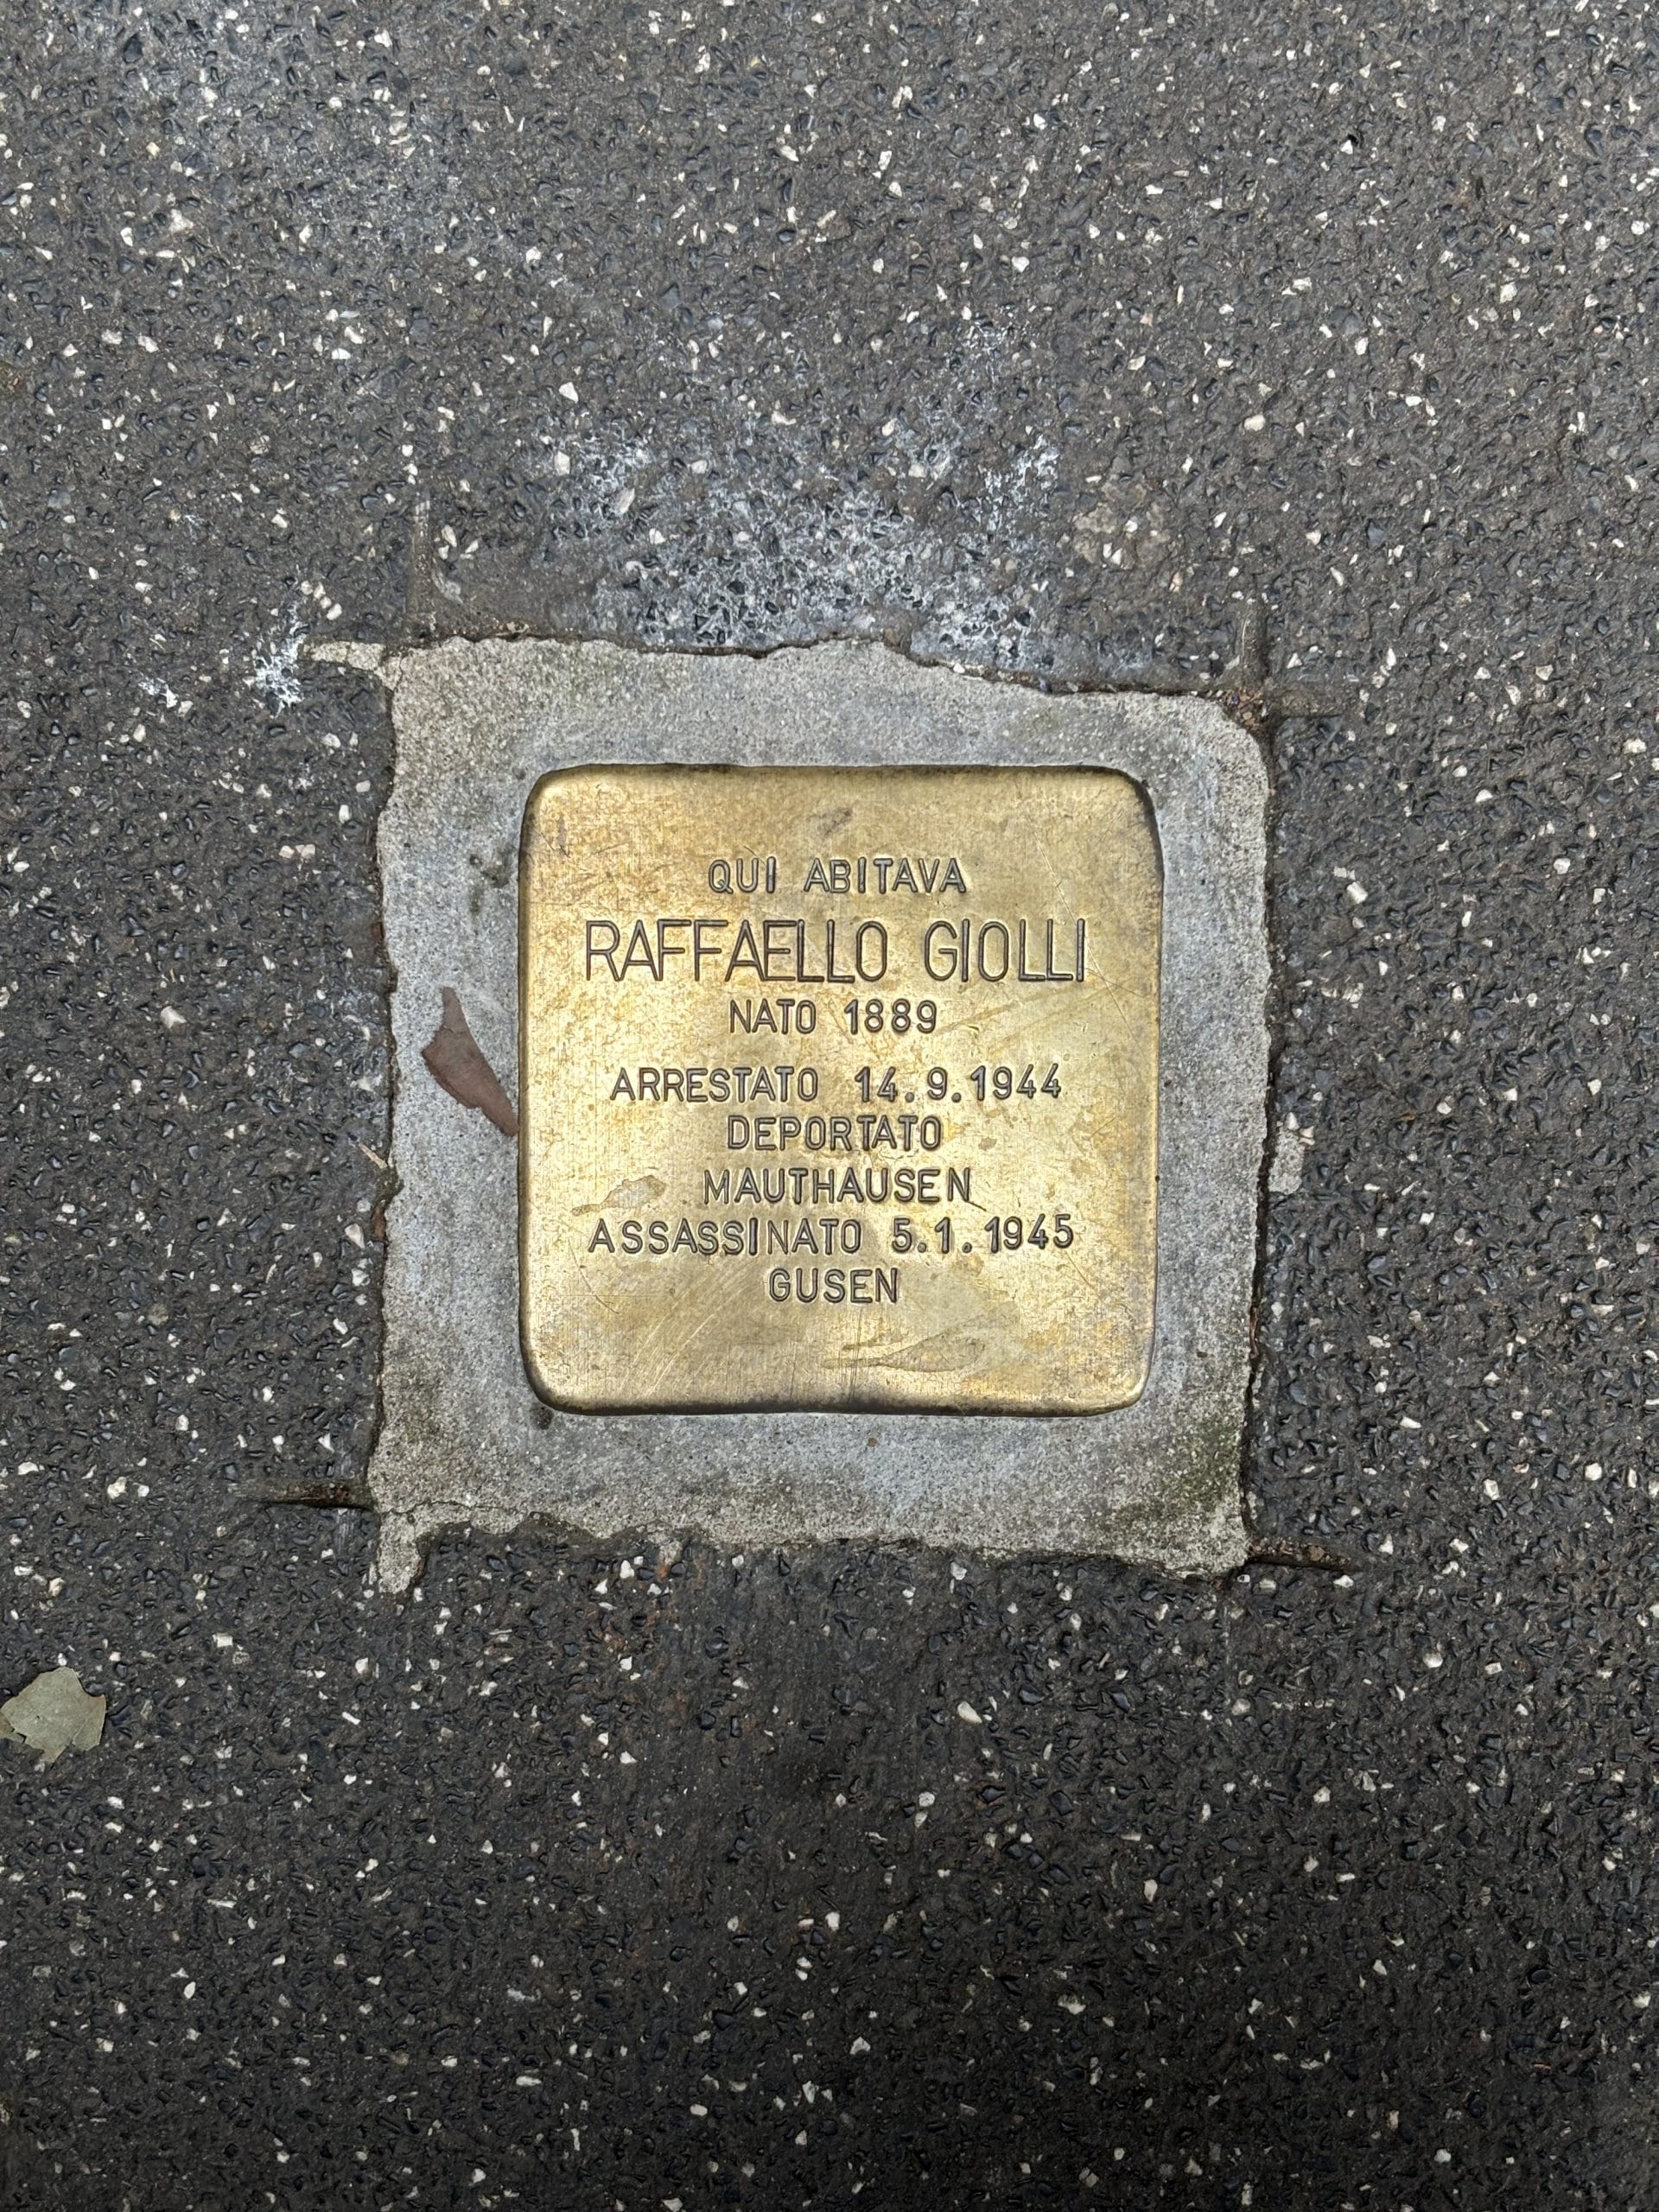 QUI ABITAVA
RAFFAELLO GIOLLI
NATO 1889
ARRESTATO 14.9.1944
DEPORTATO
MAUTHAUSEN
ASSASSINATO 5.1.1945
GUSEN